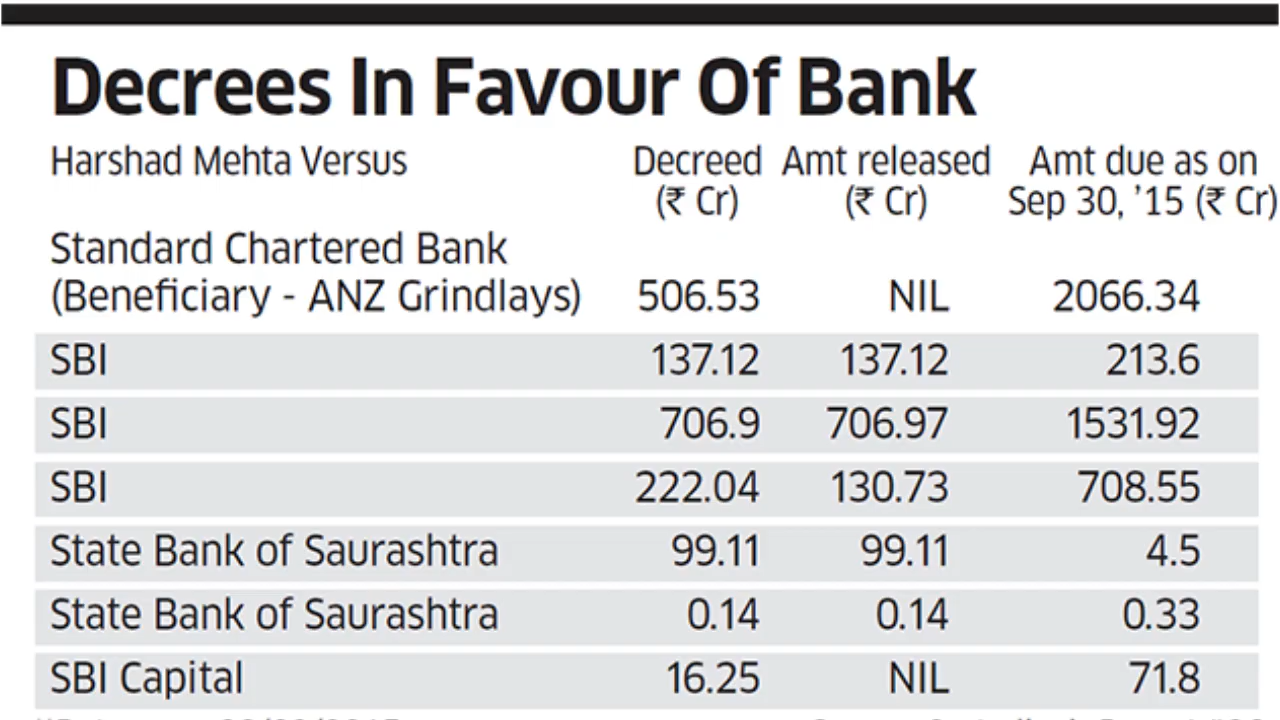 Decrees In Favour Of Bank
Harshad Mehta Versus Decreed Amt released Amt due as on
(₹ Cr) (₹ Cr) Sep 30, ’15 (₹ Cr)
Standard Chartered Bank
(Beneficiary - ANZ Grindlays) 506.53 NIL 2066.34
SBI 137.12 137.12 213.6
SBI 706.9 706.97 1531.92
SBI 222.04 130.73 708.55
State Bank of Saurashtra 99.11 99.11 4.5
State Bank of Saurashtra 0.14 0.14 0.33
SBI Capital 16.25 NIL 71.8